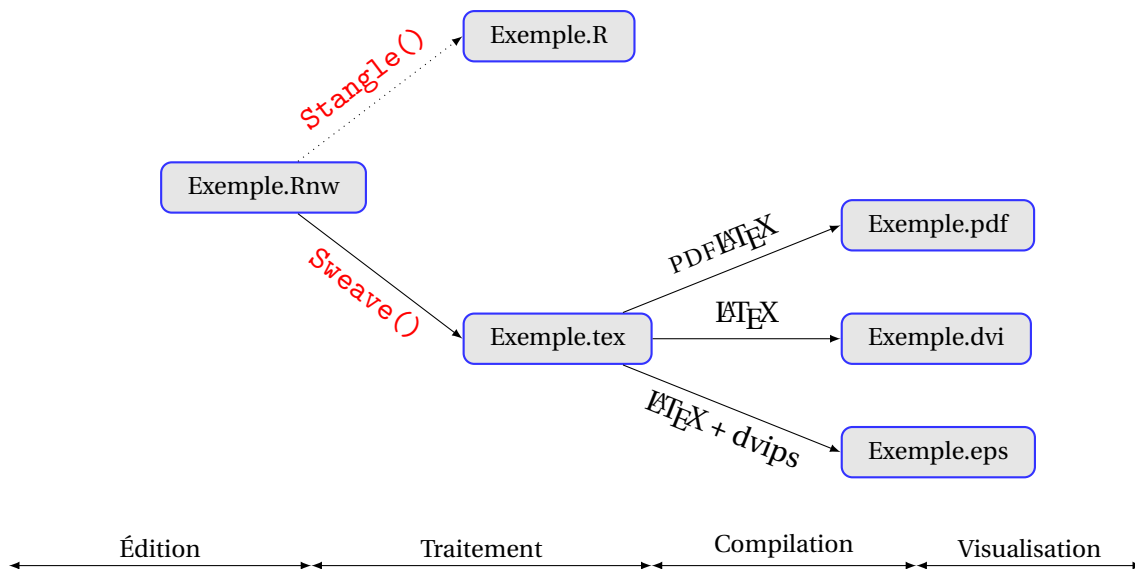 Exemple.R
Stangle()
Exemple.Rnw
Sweave()
Exemple.tex
PDFLATEX
Exemple.pdf
LATEX
Exemple.dvi
LATEX + dvips
Exemple.eps
Édition
Traitement
Compilation
Visualisation